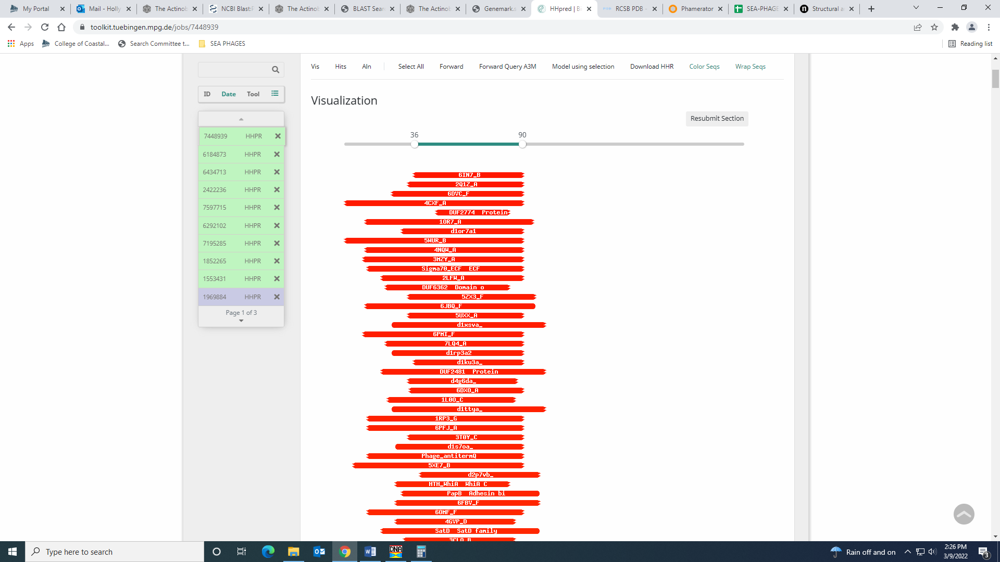 My Portal
Mail - Holly
The Actinob
NCBI BlastiF
The Actinob
BLAST Sear
The Actinob
Genemark.s
HHpred | Bi
RCSB PDB -
Phamerator
SEA-PHAGE
Structural a
toolkit.tuebingen.mpg.de/jobs/7448939
Apps
College of Coastal...
Search Committee t...
SEA PHAGES
Reading list
Vis
Hits
Aln
Select All
Forward
Forward Query A3M
Model using selection
Download HHR
Color Seqs
Wrap Seqs
ID Date Tool
7448939 HHPR
6184873 HHPR
6434713 HHPR
2422236 HHPR
7597715 HHPR
6292102 HHPR
7195285 HHPR
1852265 HHPR
1553431 HHPR
1969884 HHPR
Page 1 of 3
Visualization
Resubmit Section
36 90
6IN7_B
2Q1Z_A
6DVC_F
4CXF_A
DUF2774 Protein
1OR7_A
d1or7a1
5WUR_B
4NQW_A
3MZY_A
Sigma70_ECF ECF
2LFW_A
DUF6362 Domain o
5ZX3_F
6JBQ_F
5UXX_A
d1xsva_
6PMI_F
7LQ4_A
d1rp3a2
d1ku3a_
DUF2481 Protein
d4g6da_
6DXO_A
1L0O_C
d1ttya_
1RP3_G
6PFJ_A
3T0Y_C
d1s7oa_
Phage_antitermQ
5XE7_B
d2p7vb_
HTH_WhiA WhiA C
PapB Adhesin bi
6FBV_F
6OMF_F
4GVP_D
SatD SatD family
3CLO_B
Type here to search
DNA
Rain off and on
2:26 PM
3/9/2022
3